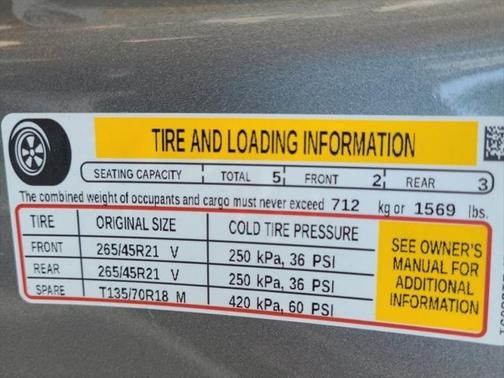 TIRE AND LOADING INFORMATION
SEATING CAPACITY TOTAL 5 FRONT 2 REAR 3
The combined weight of occupants and cargo must never exceed 712 kg or 1569 lbs.
TIRE ORIGINAL SIZE COLD TIRE PRESSURE
FRONT 265/45R21 V 250 kPa, 36 PSI
REAR 265/45R21 V 250 kPa, 36 PSI
SPARE T135/70R18 M 420 kPa, 60 PSI
SEE OWNER'S
MANUAL FOR
ADDITIONAL
INFORMATION